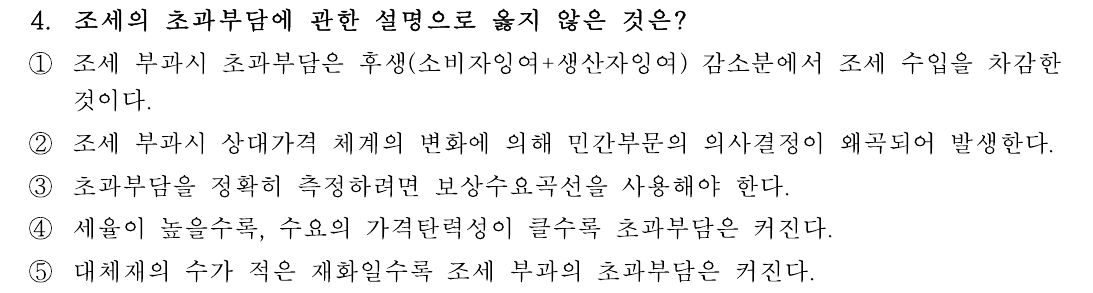 4. 조세의 초과부담에 관한 설명으로 옳지 않은 것은?
① 조세 부과시 초과부담은 후생(소비자잉여+생산자잉여) 감소분에서 조세 수입을 차감한
것이다.
② 조세 부과시 상대가격 체계의 변화에 의해 민간부문의 의사결정이 왜곡되어 발생한다.
③ 초과부담을 정확히 측정하려면 보상수요곡선을 사용해야 한다.
④ 세율이 높을수록, 수요의 가격탄력성이 클수록 초과부담은 커진다.
⑤ 대체재의 수가 적은 재화일수록 조세 부과의 초과부담은 커진다.